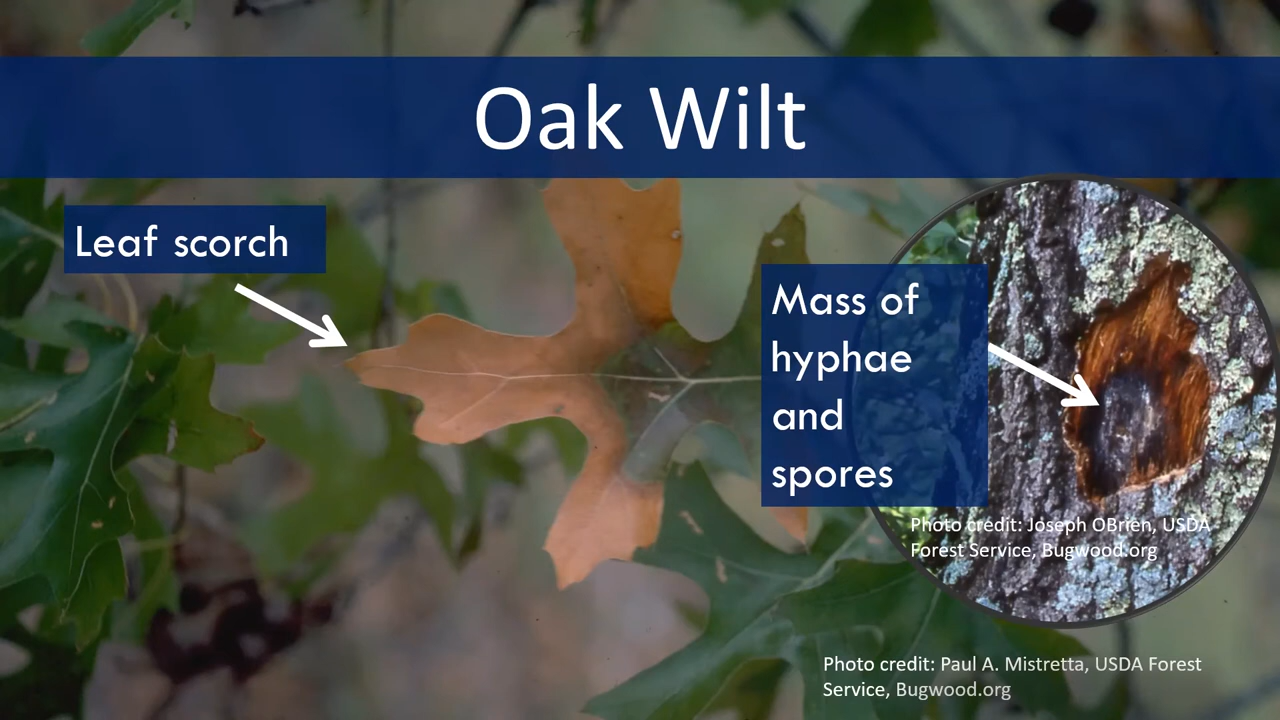 Oak Wilt
Leaf scorch
Mass of
hyphae
and
spores
Photo credit: Joseph OBrien, USDA
Forest Service, Bugwood.org
Photo credit: Paul A. Mistretta, USDA Forest
Service, Bugwood.org